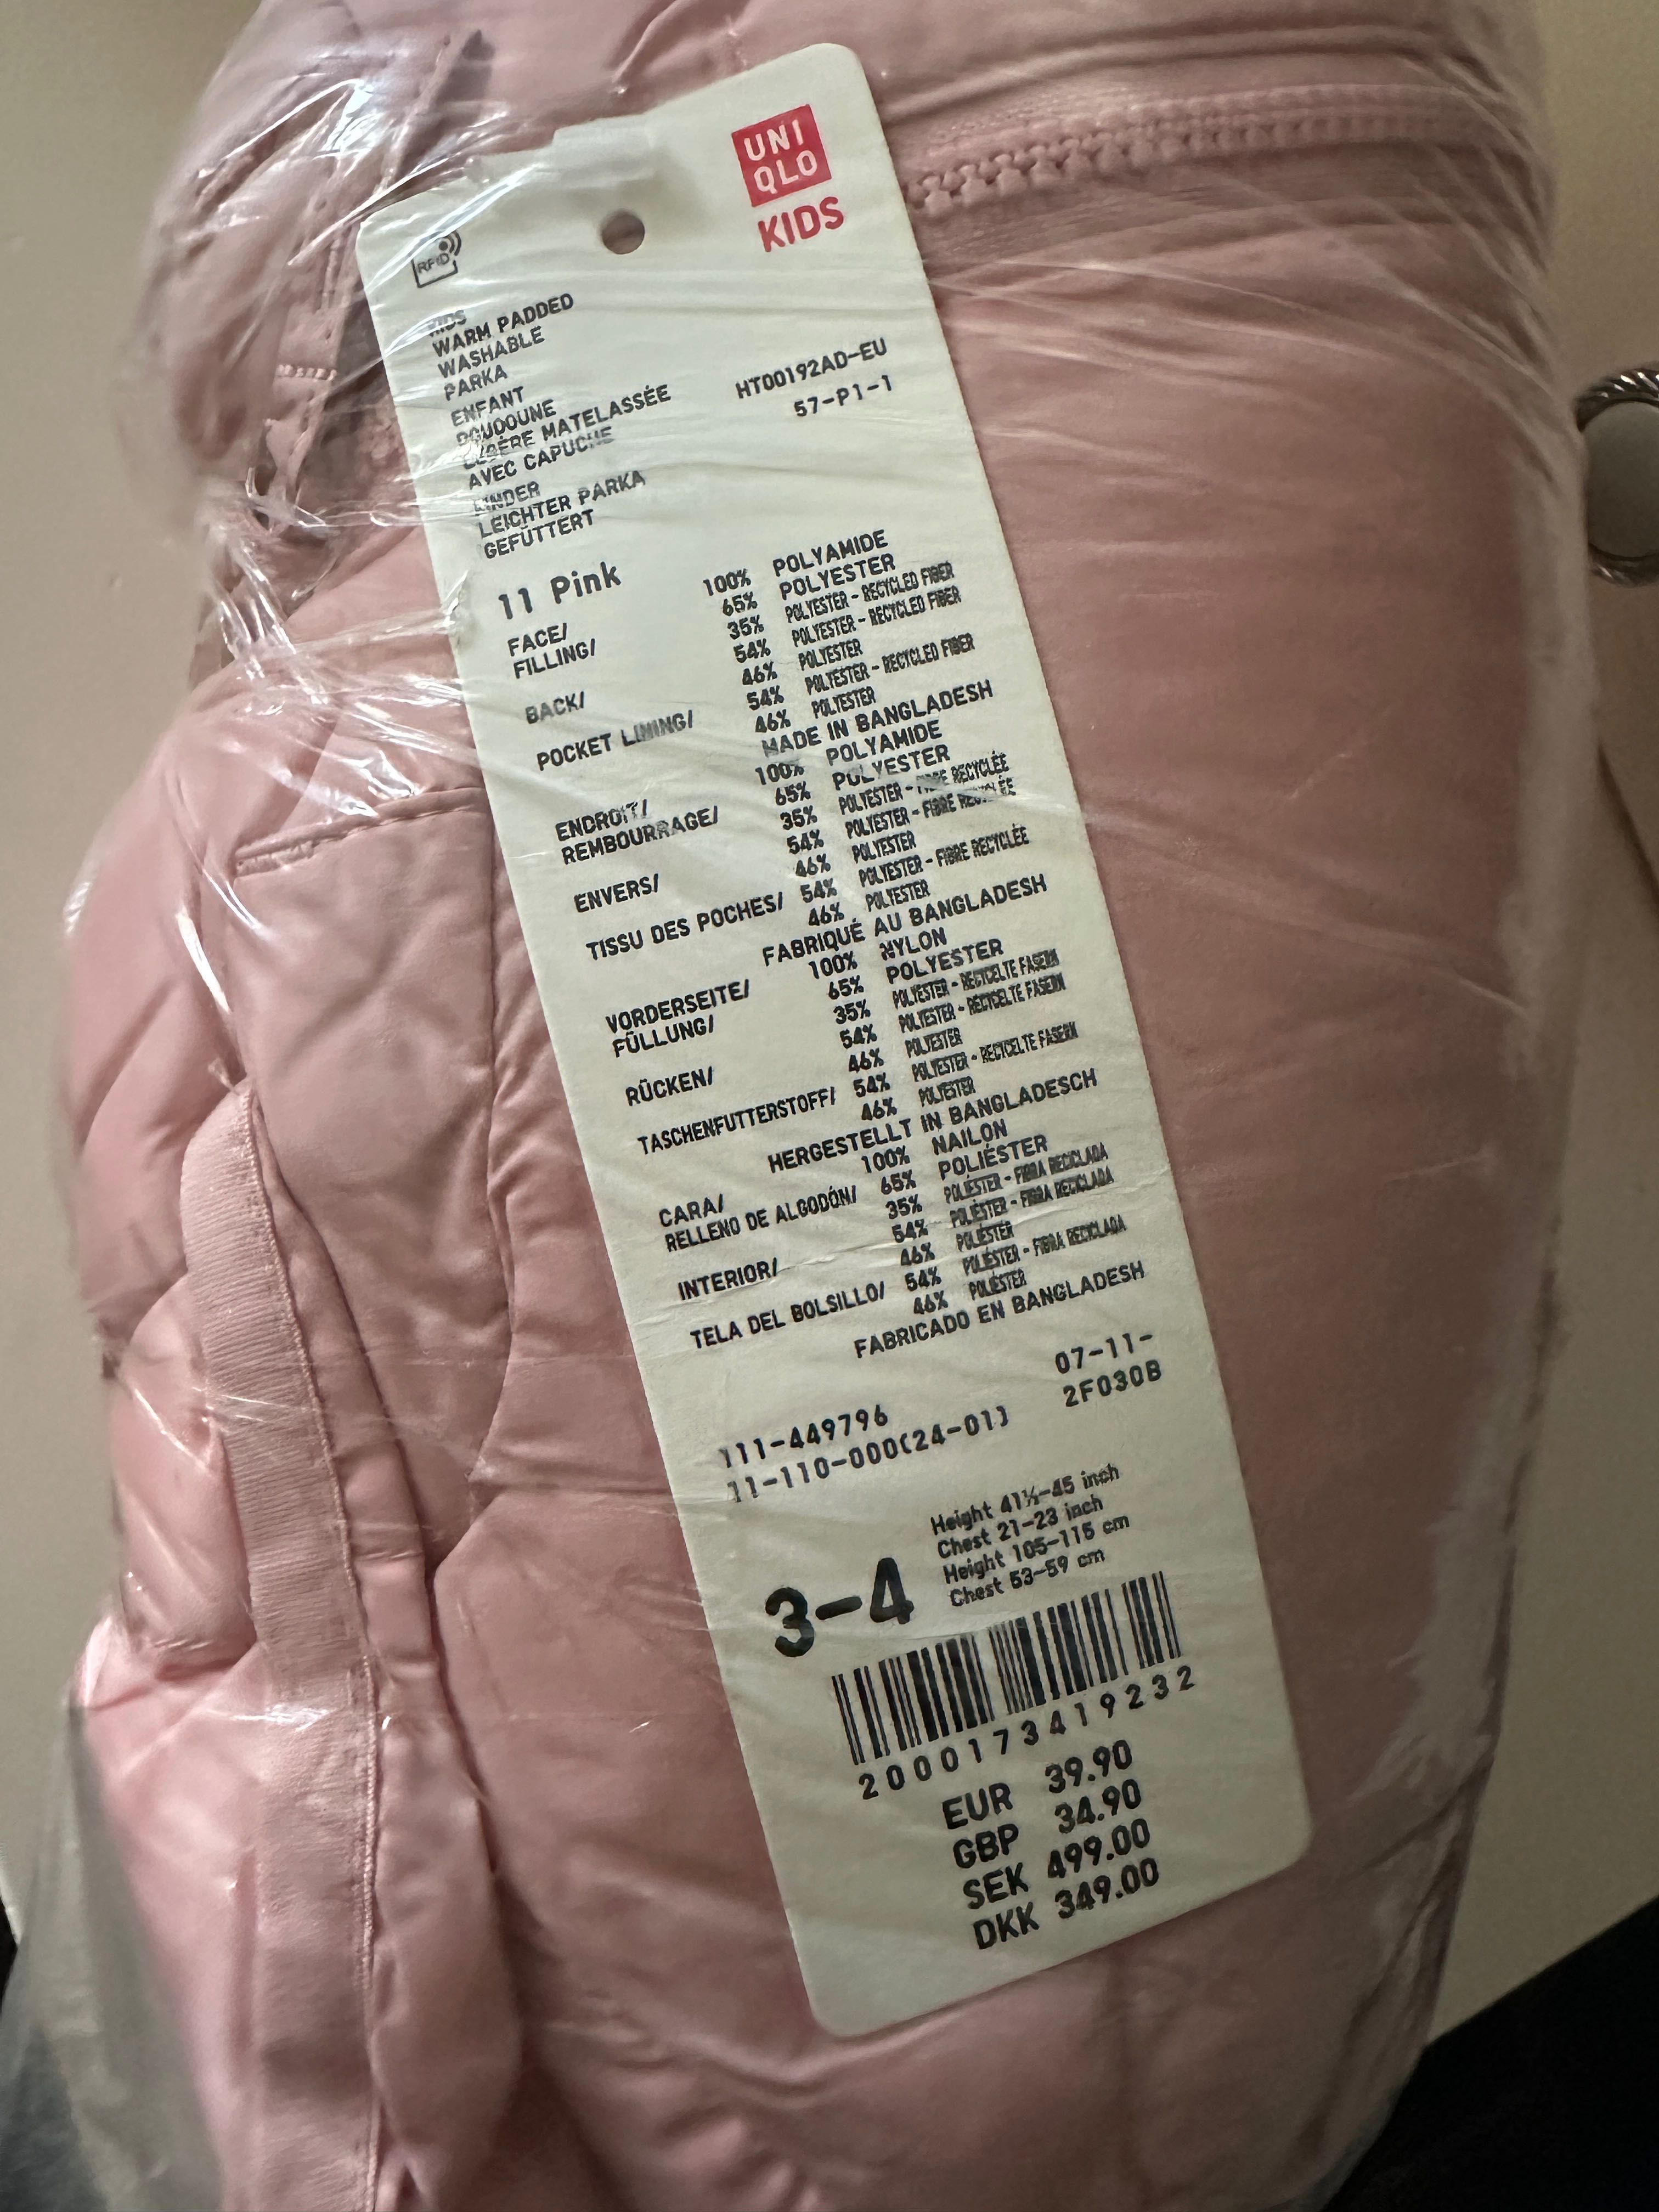 UNI
QLO
KIDS
RFID
KIDS
WARM PADDED
WASHABLE
PARKA
ENFANT
DOUDOUNE
LÉGÈRE MATELASSÉE
AVEC CAPUCHE
KINDER
LEICHTER PARKA
GEFÜTTERT
HT00192AD-EU
57-P1-1
11 Pink
FACE/ 100% POLYAMIDE
FILLING/ 65% POLYESTER
35% POLYESTER - RECYCLED FIBER
BACK/ 54% POLYESTER - RECYCLED FIBER
46% POLYESTER
POCKET LINING/ 54% POLYESTER - RECYCLED FIBER
46% POLYESTER
MADE IN BANGLADESH
ENDROIT/ 100% POLYAMIDE
REMBOURRAGE/ 65% POLYESTER
35% POLYESTER - FIBRE RECYCLÉE
ENVERS/ 54% POLYESTER - FIBRE RECYCLÉE
46% POLYESTER
TISSU DES POCHES/ 54% POLYESTER - FIBRE RECYCLÉE
46% POLYESTER
FABRIQUÉ AU BANGLADESH
VORDERSEITE/ 100% NYLON
FÜLLUNG/ 65% POLYESTER
35% POLYESTER - RECYCELTE FASERN
RÜCKEN/ 54% POLYESTER - RECYCELTE FASERN
46% POLYESTER
TASCHENFUTTERSTOFF/ 54% POLYESTER - RECYCELTE FASERN
46% POLYESTER
HERGESTELLT IN BANGLADESCH
CARA/ 100% NAILON
RELLENO DE ALGODÓN/ 65% POLIÉSTER
35% POLIÉSTER - FIBRA RECICLADA
INTERIOR/ 54% POLIÉSTER - FIBRA RECICLADA
46% POLIÉSTER
TELA DEL BOLSILLO/ 54% POLIÉSTER - FIBRA RECICLADA
46% POLIÉSTER
FABRICADO EN BANGLADESH
07-11-
2F030B
111-449796
11-110-000(24-01)
3-4
Height 41½-45 inch
Chest 21-23 inch
Height 105-115 cm
Chest 53-59 cm
2000173419232
EUR 39.90
GBP 34.90
SEK 499.00
DKK 349.00